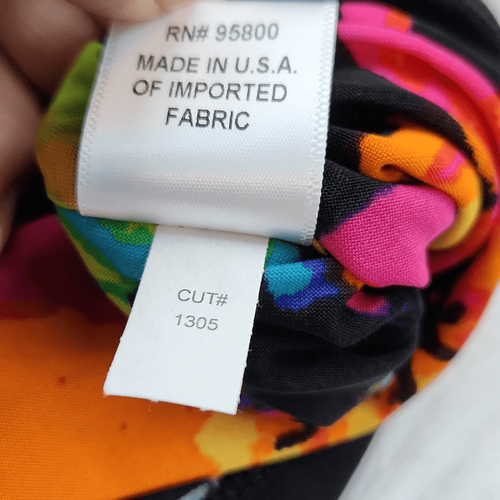 RN# 95800
MADE IN U.S.A.
OF IMPORTED
FABRIC
CUT#
1305